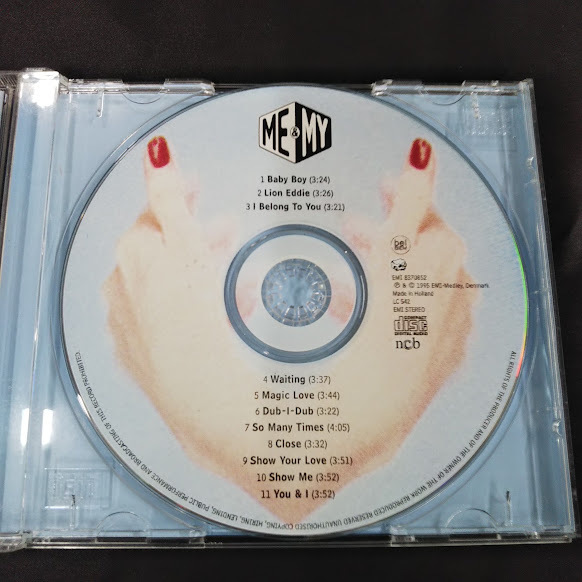 ME & MY
1 Baby Boy (3:24)
2 Lion Eddie (3:26)
3 I Belong To You (3:21)
EMI 8370852
℗ & © 1995 EMI-Medley, Denmark
Made in Holland
LC 542
EMI STEREO
COMPACT
disc
DIGITAL AUDIO
ncb
4 Waiting (3:37)
5 Magic Love (3:44)
6 Dub-I-Dub (3:22)
7 So Many Times (4:05)
8 Close (3:32)
9 Show Your Love (3:51)
10 Show Me (3:52)
11 You & I (3:52)
ALL RIGHTS OF THE PRODUCER AND OF THE OWNER OF THE WORK REPRODUCED RESERVED UNAUTHORISED COPYING, HIRING, LENDING, PUBLIC PERFORMANCE AND BROADCASTING OF THIS RECORD PROHIBITED.